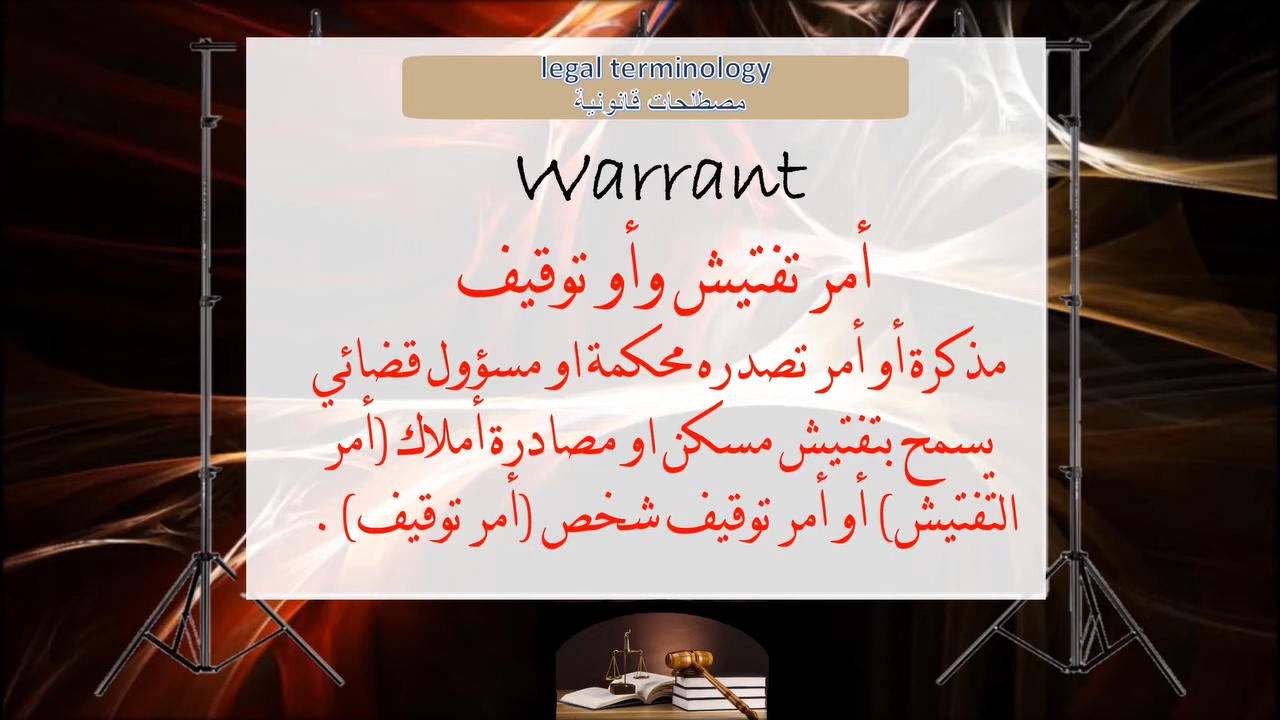 legal terminology
مصطلحات قانونية
Warrant
أمر تفتيش وأو توقيف
مذكرة أو أمر تصدره محكمة او مسؤول قضائي
يسمح بتفتيش مسكن او مصادرة أملاك (أمر
التفتيش) أو أمر توقيف شخص (أمر توقيف) .